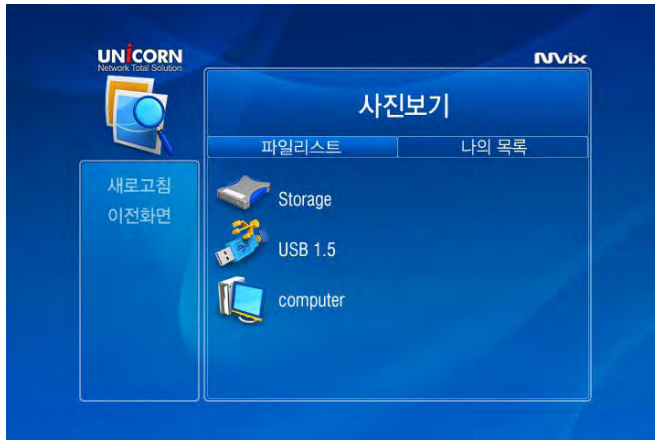 UNiCORN
Network Total Solution
Mvix
사진보기
파일리스트
나의 목록
새로고침
이전화면
Storage
USB 1.5
computer